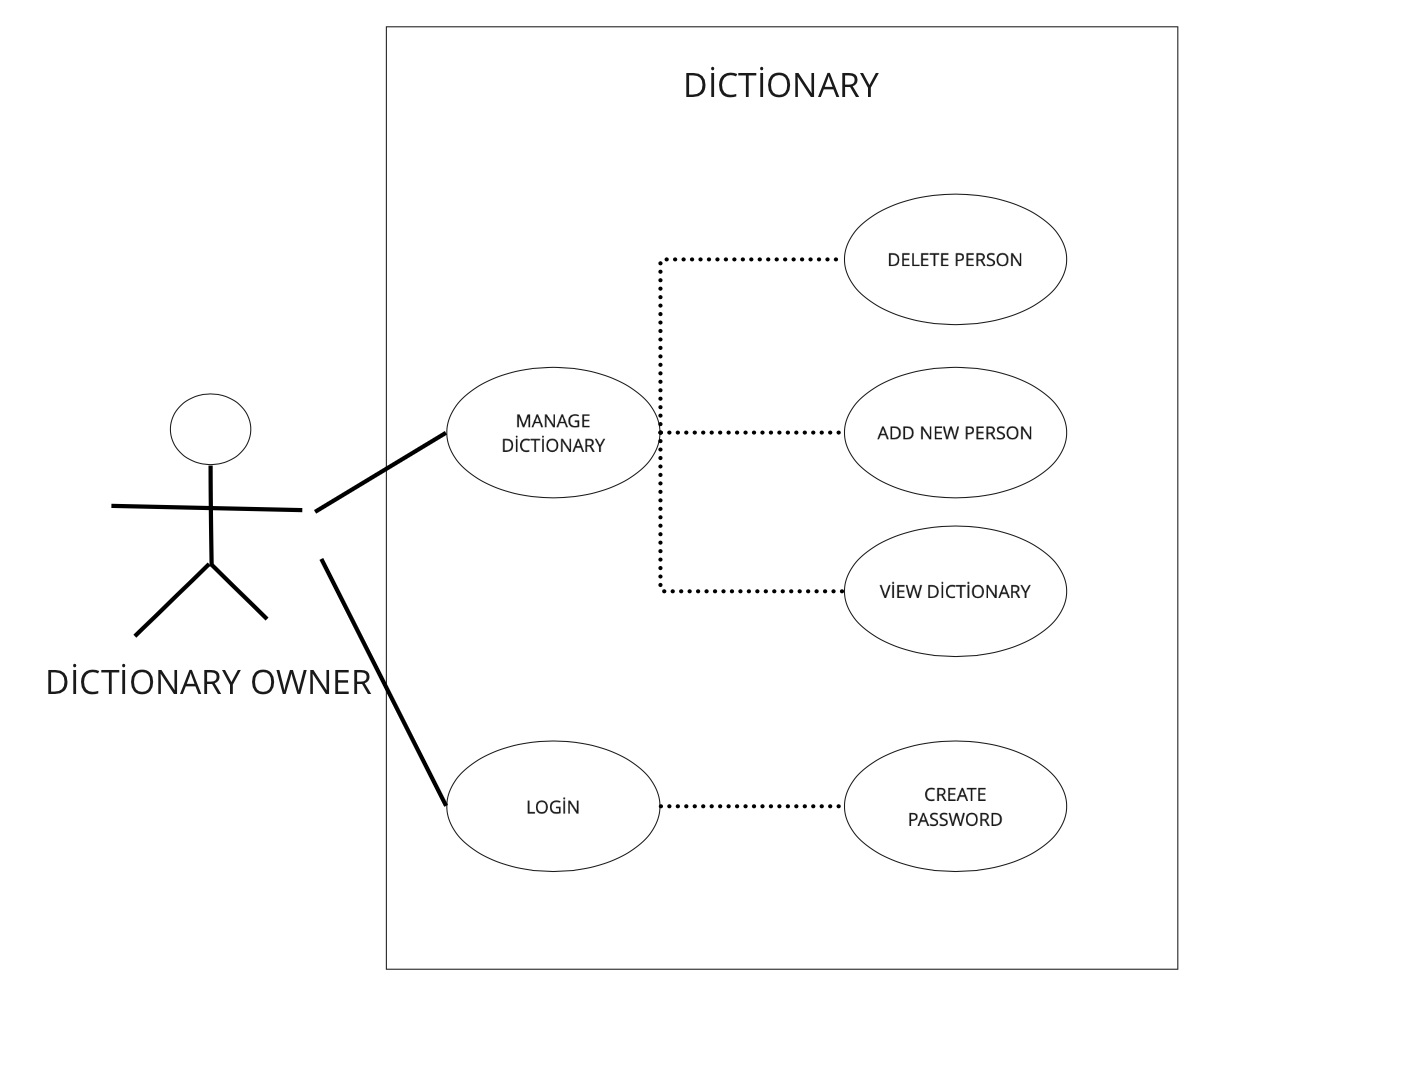 DİCTİONARY
DELETE PERSON
MANAGE
DİCTİONARY
ADD NEW PERSON
VİEW DİCTİONARY
DİCTİONARY OWNER
LOGİN
CREATE
PASSWORD